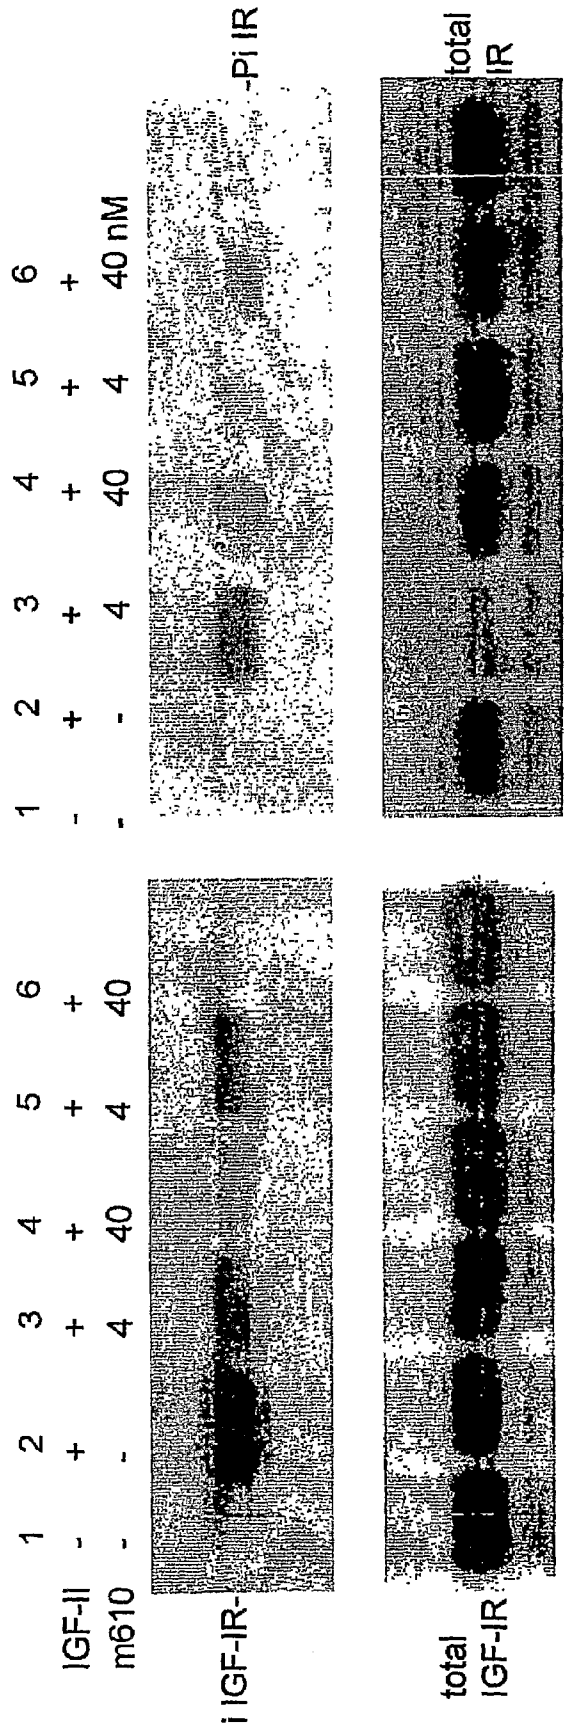 1 2 3 4 5 6
IGF-II - + + + + +
m610 - - 4 40 4 40
i IGF-IR-
total
IGF-IR
1 2 3 4 5 6
- + + + + +
- - 4 40 4 40 nM
-Pi IR
total
IR